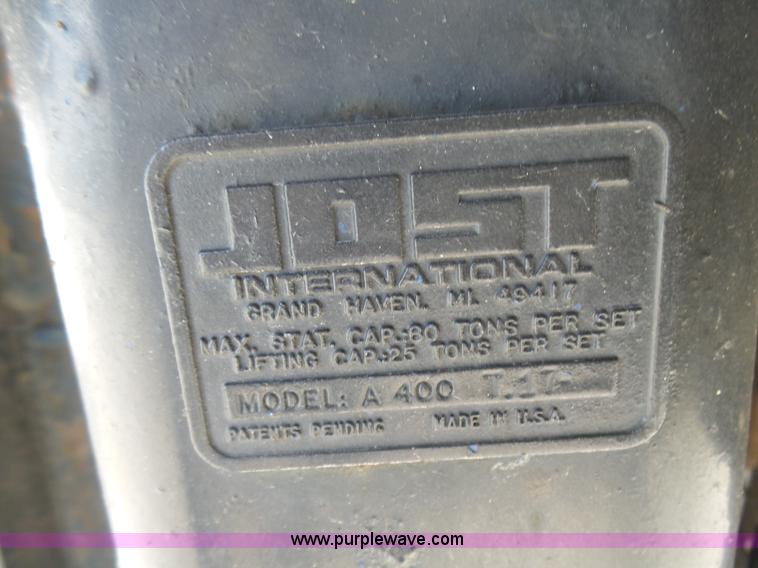 JOST
INTERNATIONAL
GRAND HAVEN, MI. 49417
MAX. STAT. CAP.:80 TONS PER SET
LIFTING CAP.:25 TONS PER SET
MODEL: A 400
PATENTS PENDING MADE IN U.S.A.
www.purplewave.com